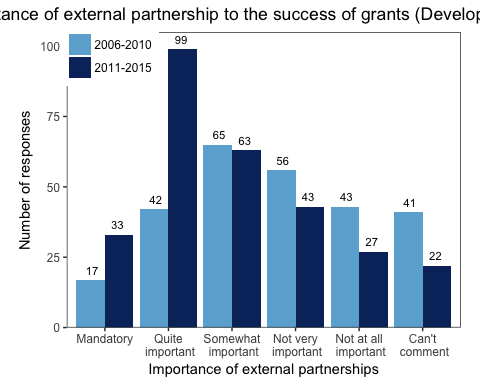 tance of external partnership to the success of grants (Develop
2006-2010
2011-2015
Number of responses
100
75
50
25
0
17
33
42
99
65
63
56
43
43
27
41
22
Mandatory
Quite
important
Somewhat
important
Not very
important
Not at all
important
Can't
comment
Importance of external partnerships